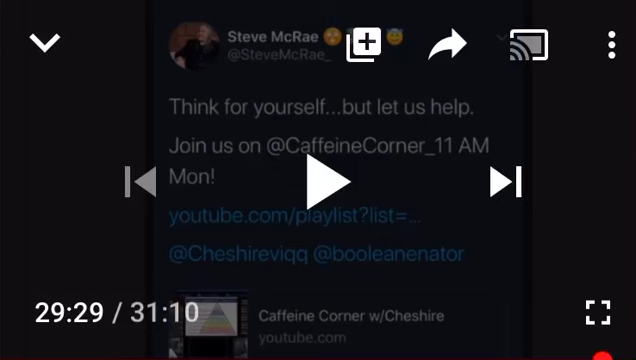 Steve McRae
@SteveMcRae_
Think for yourself...but let us help.
Join us on @CaffeineCorner_11 AM
Mon!
youtube.com/playlist?list=...
@Cheshireviqq @booleanenator
29:29 / 31:10
Caffeine Corner w/Cheshire
youtube.com